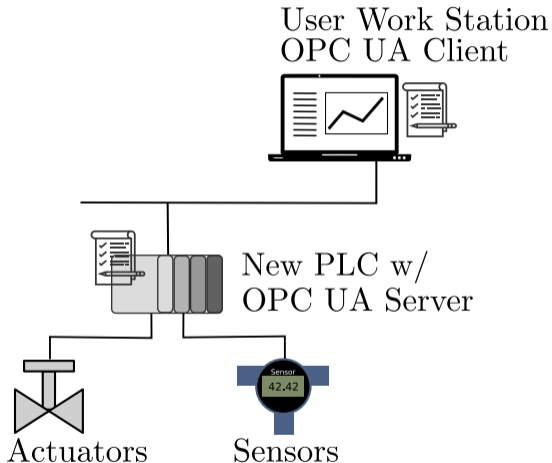 User Work Station
OPC UA Client
New PLC w/
OPC UA Server
Sensor
42.42
Actuators
Sensors